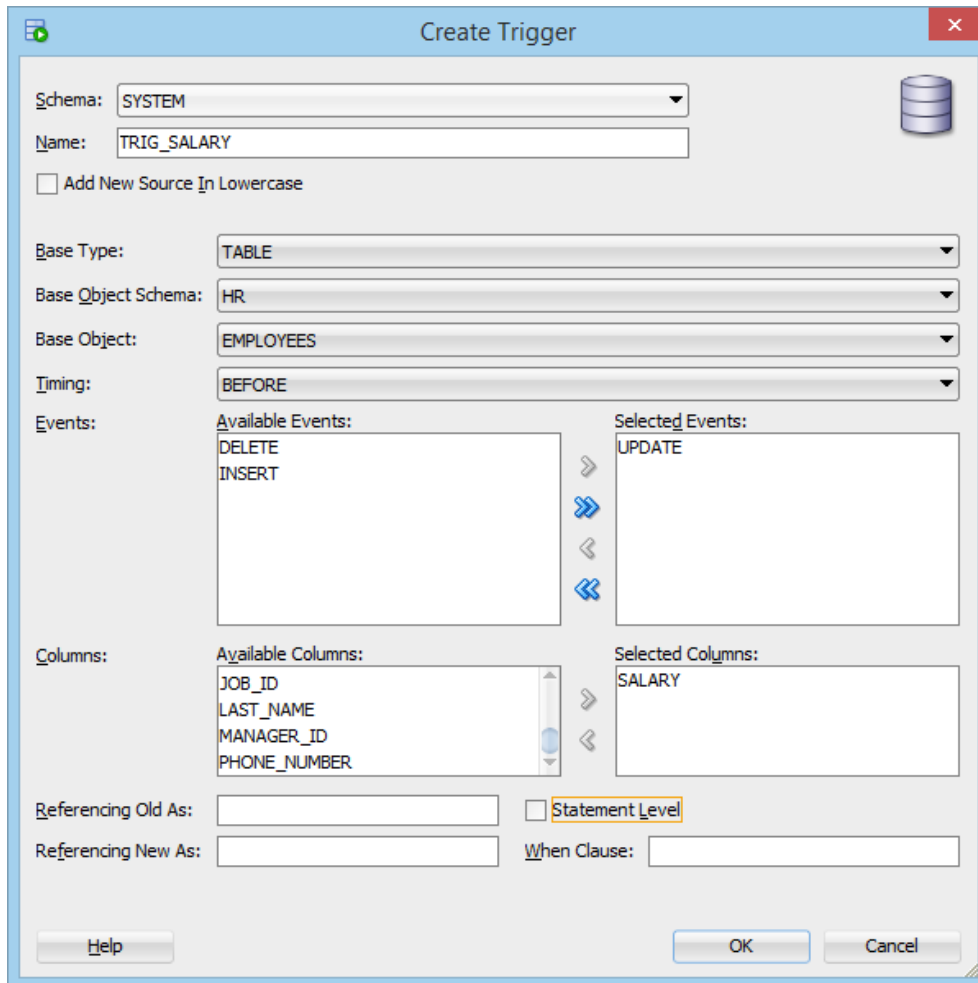 Create Trigger
Schema: SYSTEM
Name: TRIG_SALARY
Add New Source In Lowercase
Base Type: TABLE
Base Object Schema: HR
Base Object: EMPLOYEES
Timing: BEFORE
Events: Available Events: Selected Events:
DELETE UPDATE
INSERT
Columns: Available Columns: Selected Columns:
JOB_ID SALARY
LAST_NAME
MANAGER_ID
PHONE_NUMBER
Referencing Old As: Statement Level
Referencing New As: When Clause:
Help OK Cancel